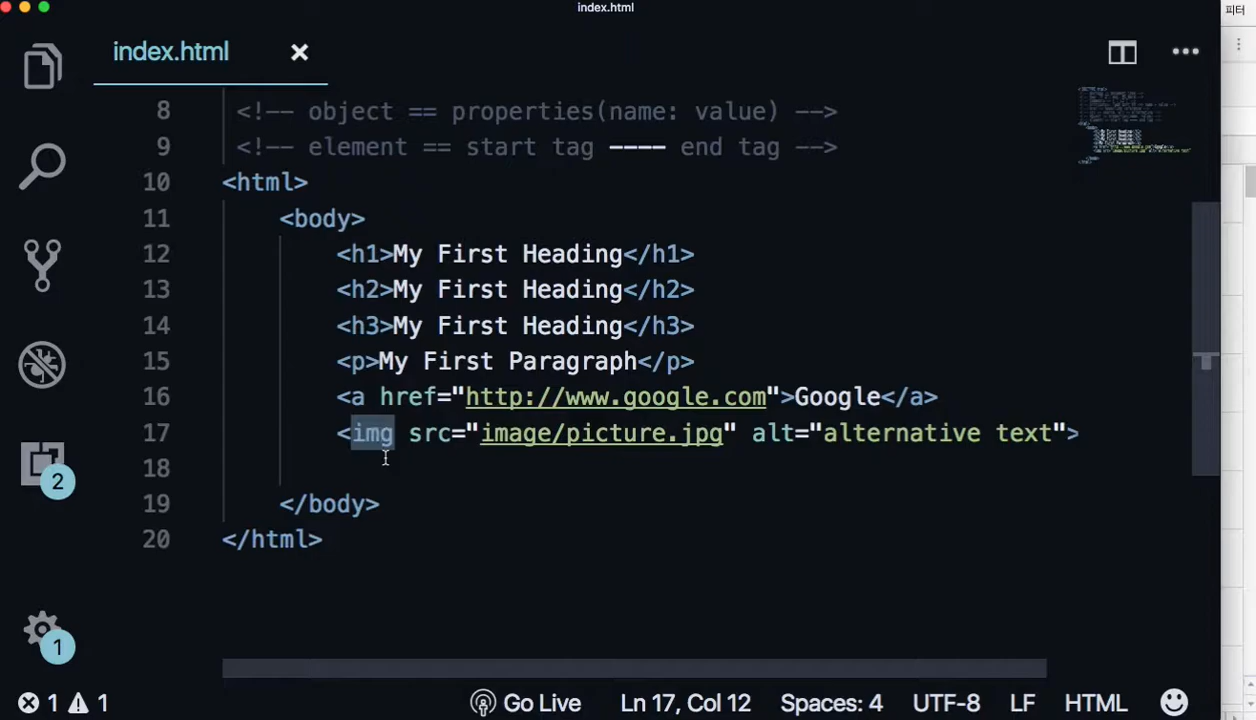 index.html
피터
index.html
8 <!-- object == properties(name: value) -->
9 <!-- element == start tag ---- end tag -->
10 <html>
11 <body>
12 <h1>My First Heading</h1>
13 <h2>My First Heading</h2>
14 <h3>My First Heading</h3>
15 <p>My First Paragraph</p>
16 <a href="http://www.google.com">Google</a>
17 <img src="image/picture.jpg" alt="alternative text">
18
19 </body>
20 </html>
2
1
1 1 Go Live Ln 17, Col 12 Spaces: 4 UTF-8 LF HTML